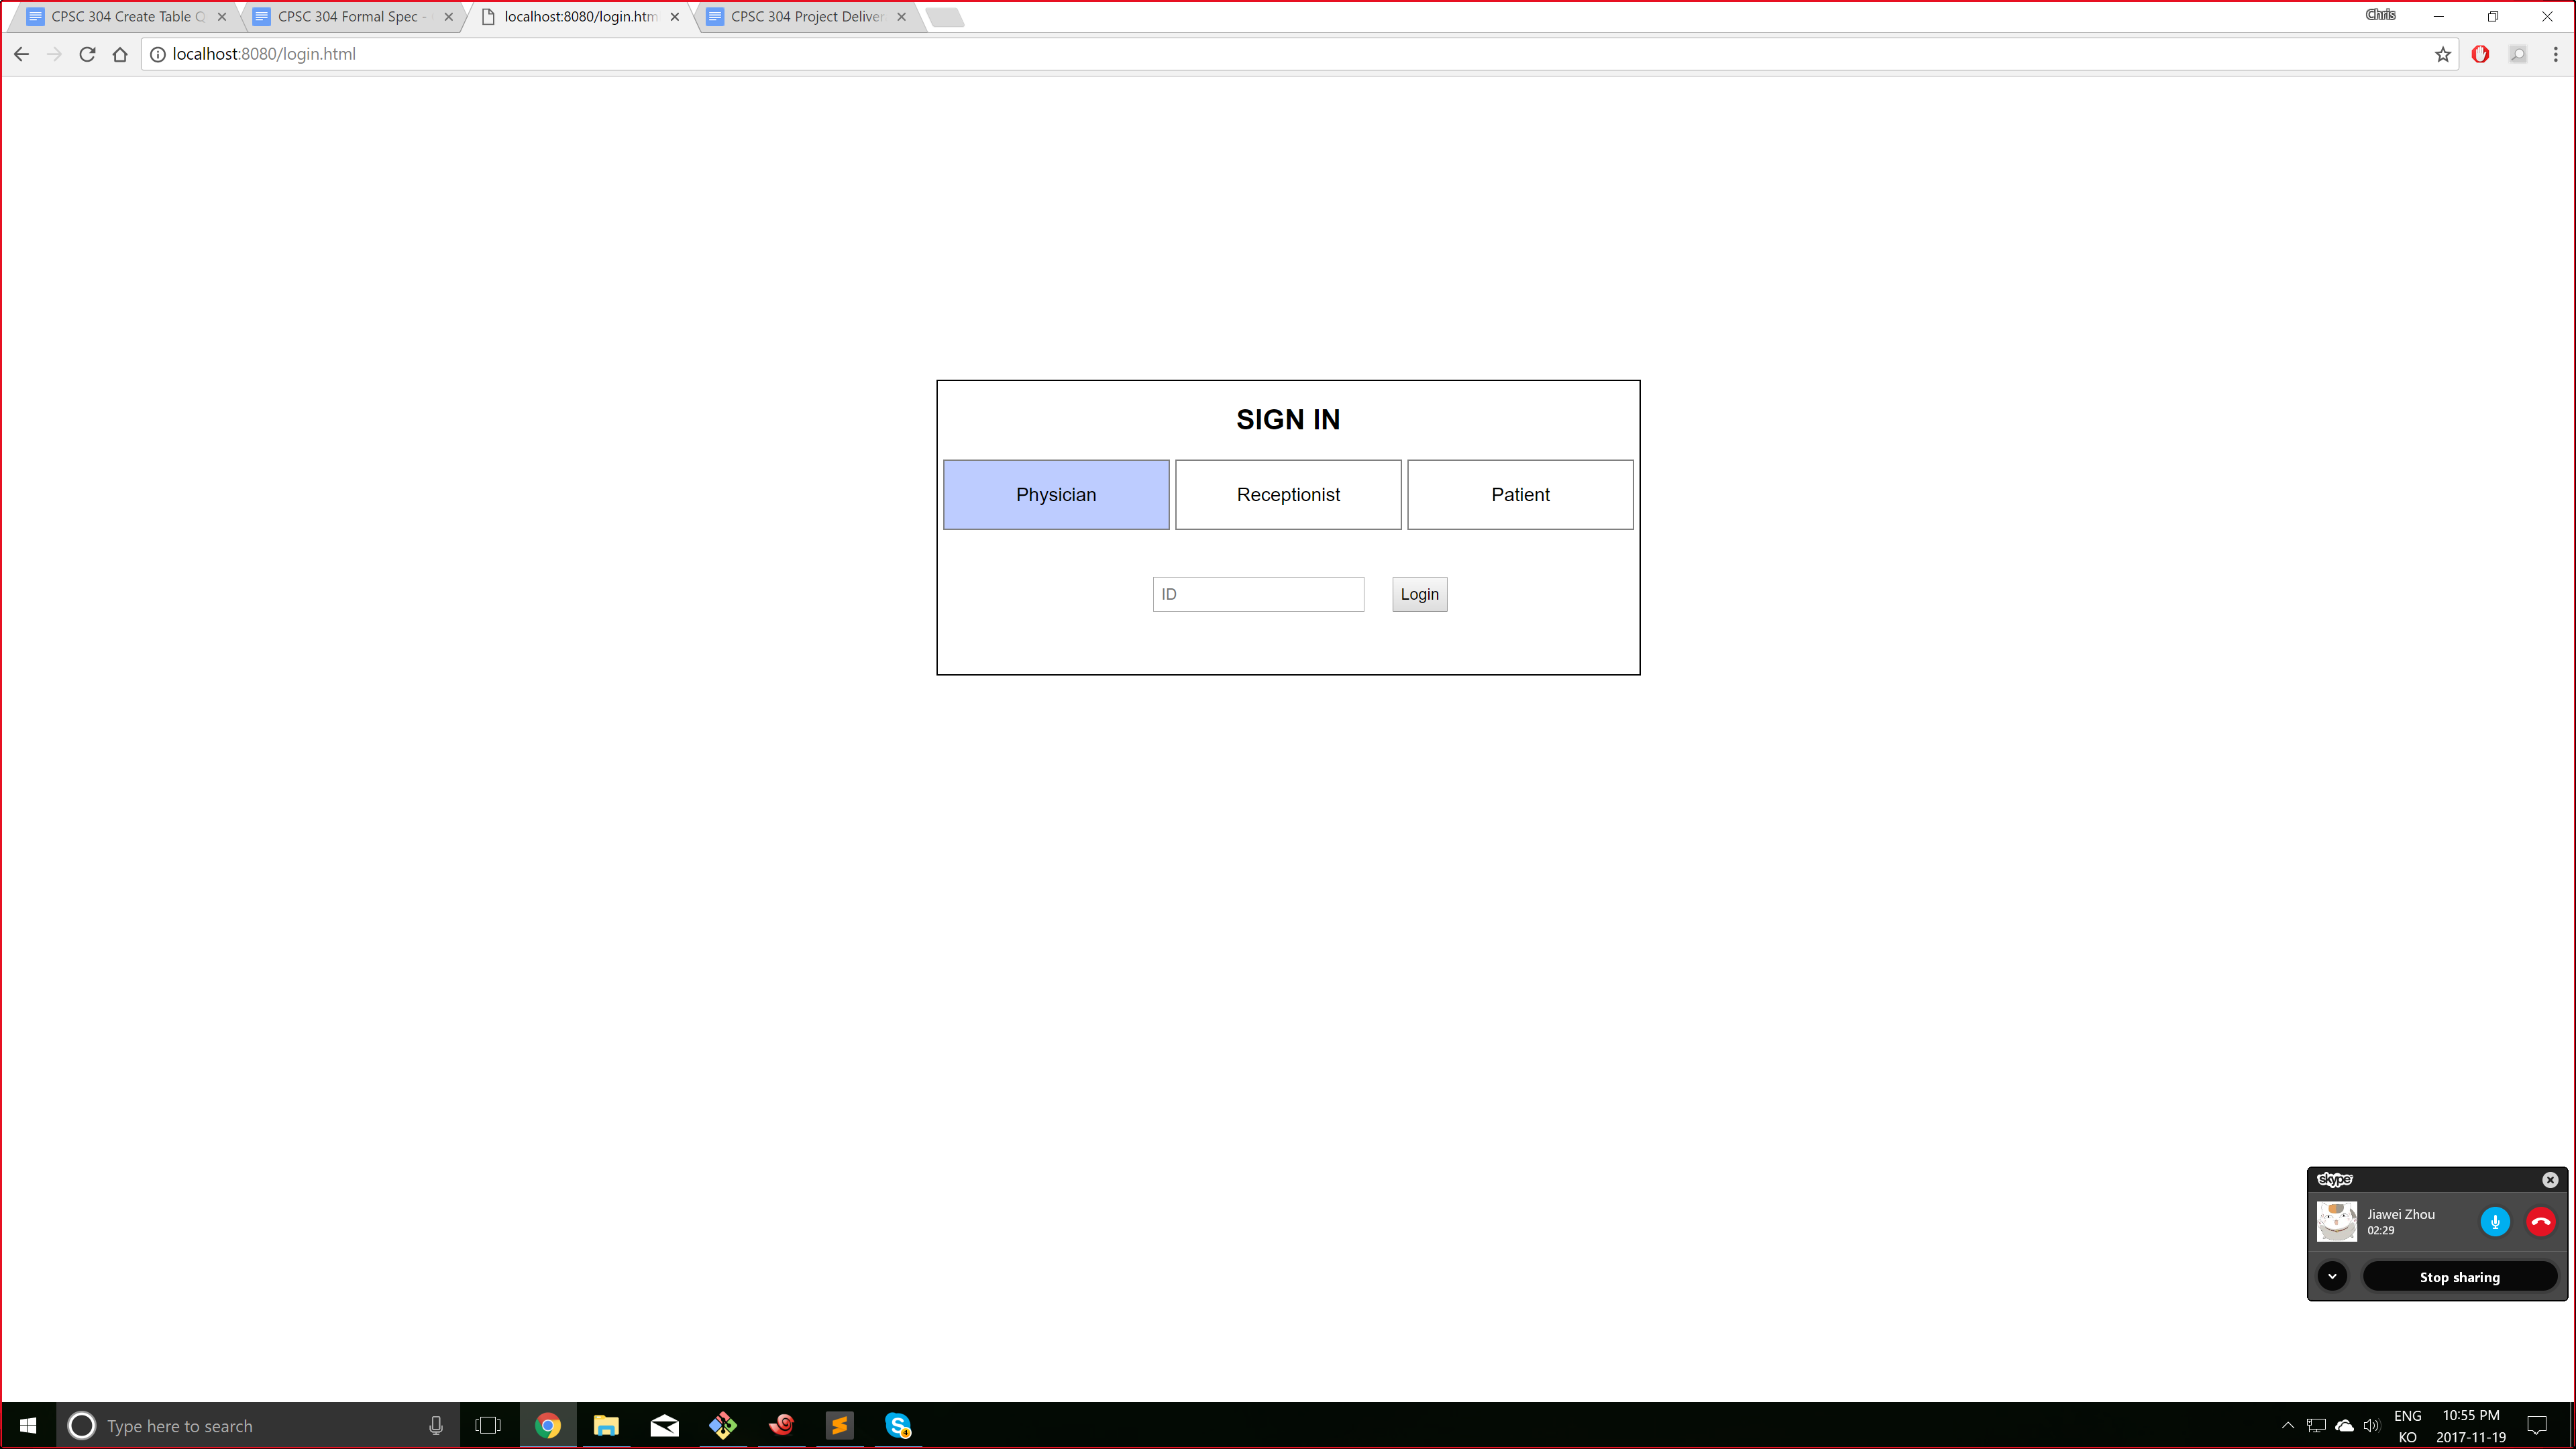 CPSC 304 Create Table Q
CPSC 304 Formal Spec -
localhost:8080/login.htm
CPSC 304 Project Deliver
Chris
localhost:8080/login.html
SIGN IN
Physician
Receptionist
Patient
ID
Login
skype
Jiawei Zhou
02:29
Stop sharing
Type here to search
4
ENG
KO
10:55 PM
2017-11-19